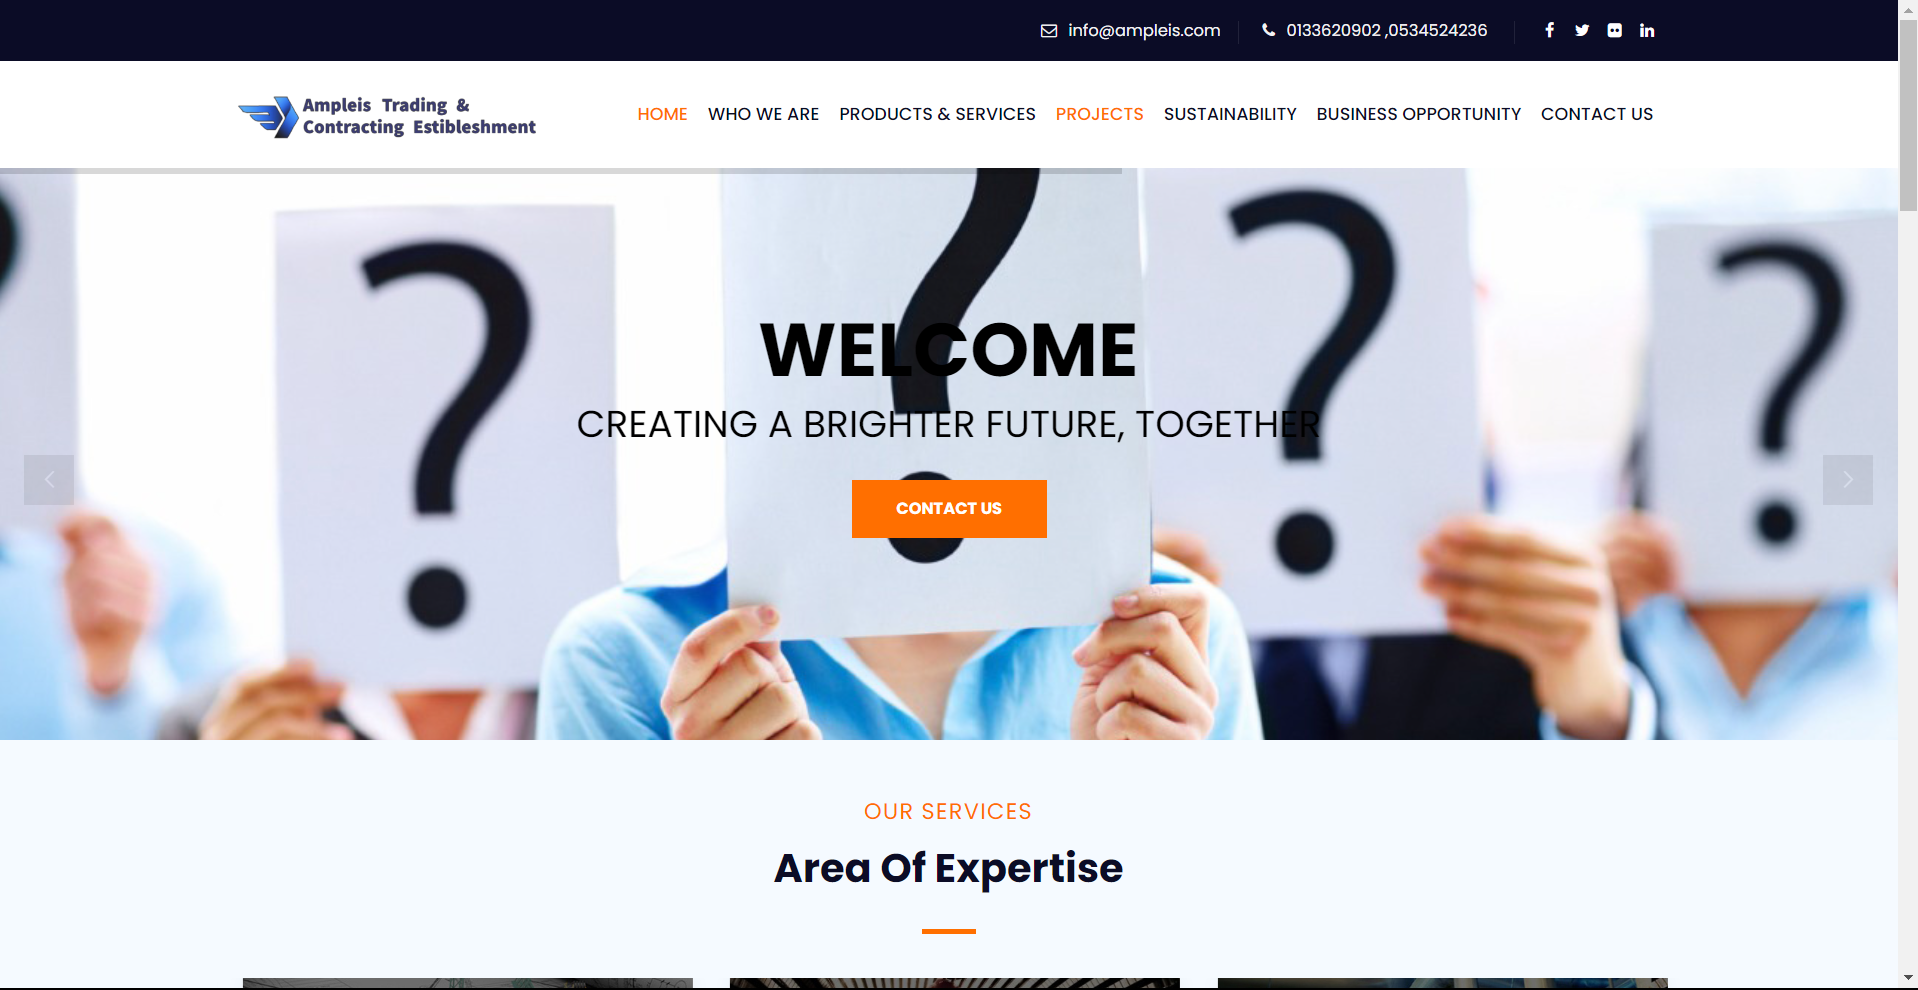 info@ampleis.com
0133620902 ,0534524236
Ampleis Trading &
Contracting Estibleshment
HOME WHO WE ARE PRODUCTS & SERVICES PROJECTS SUSTAINABILITY BUSINESS OPPORTUNITY CONTACT US
? ? ? ?
WELCOME
CREATING A BRIGHTER FUTURE, TOGETHER
CONTACT US
OUR SERVICES
Area Of Expertise